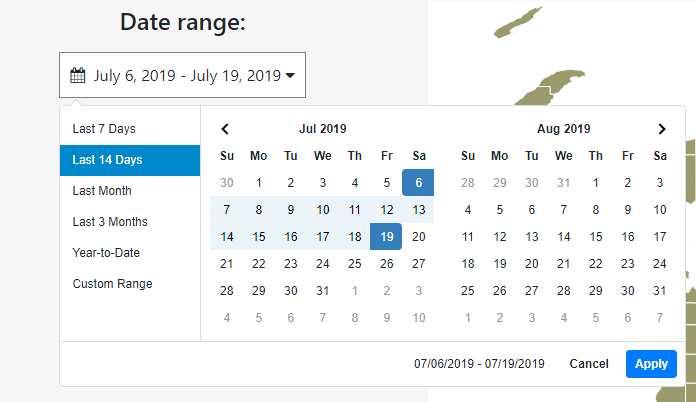 Date range:
July 6, 2019 - July 19, 2019
Last 7 Days
Last 14 Days
Last Month
Last 3 Months
Year-to-Date
Custom Range
Jul 2019
Su Mo Tu We Th Fr Sa
30 1 2 3 4 5 6
7 8 9 10 11 12 13
14 15 16 17 18 19 20
21 22 23 24 25 26 27
28 29 30 31 1 2 3
4 5 6 7 8 9 10
Aug 2019
Su Mo Tu We Th Fr Sa
28 29 30 31 1 2 3
4 5 6 7 8 9 10
11 12 13 14 15 16 17
18 19 20 21 22 23 24
25 26 27 28 29 30 31
1 2 3 4 5 6 7
07/06/2019 - 07/19/2019 Cancel Apply